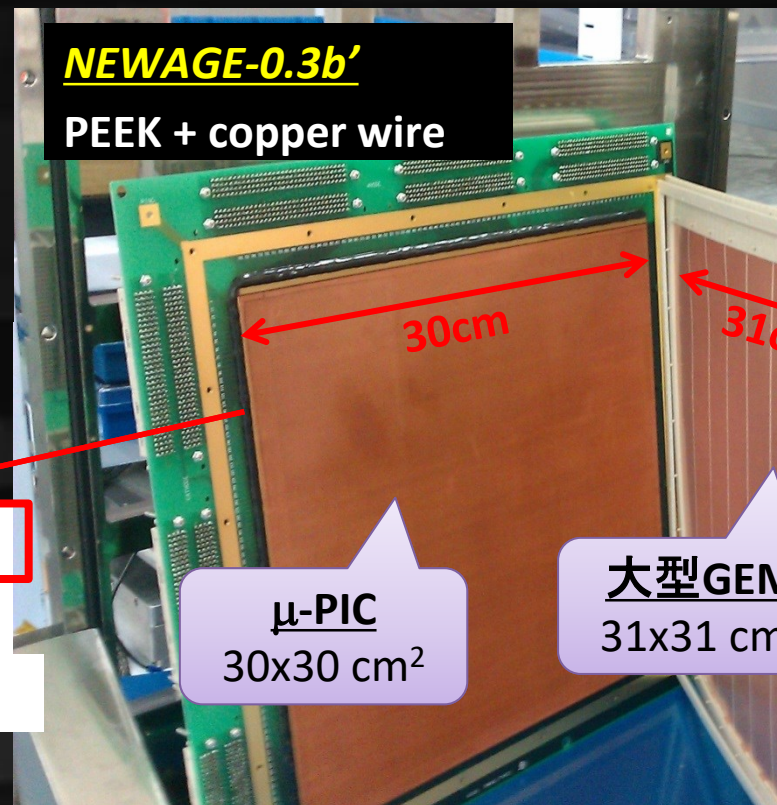 NEWAGE-0.3b’
PEEK + copper wire
30cm
μ-PIC
30x30 cm²
大型GEM
31x31 cm